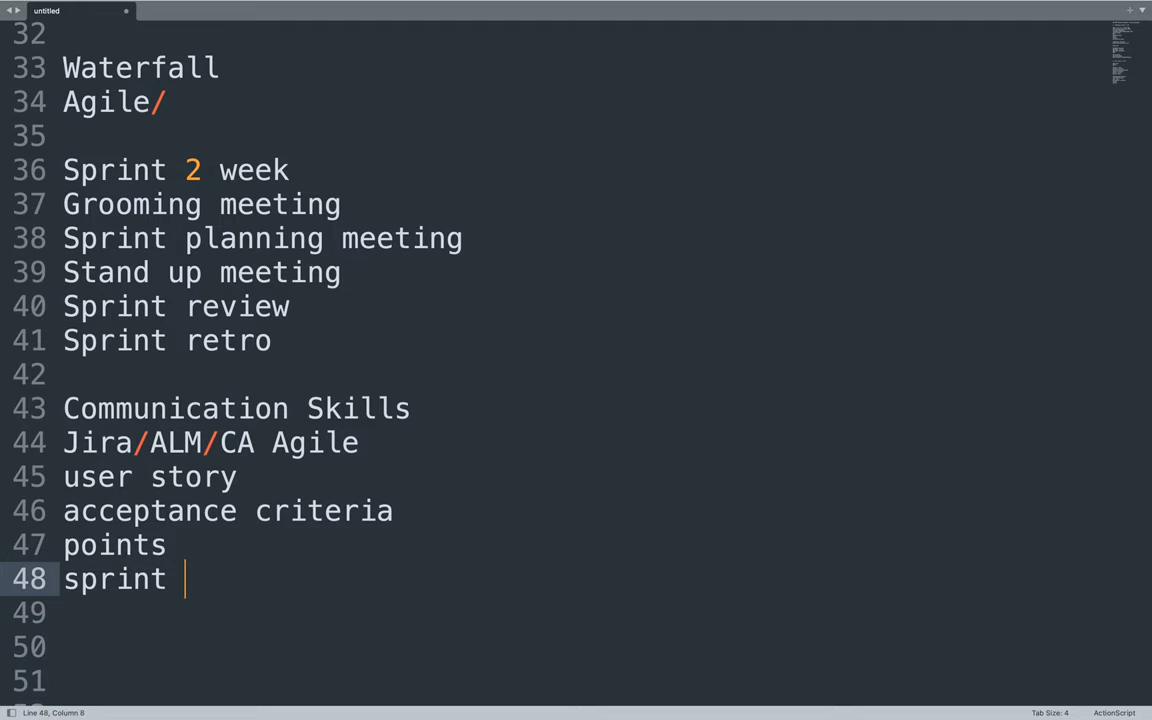 untitled
32
33 Waterfall
34 Agile/
35
36 Sprint 2 week
37 Grooming meeting
38 Sprint planning meeting
39 Stand up meeting
40 Sprint review
41 Sprint retro
42
43 Communication Skills
44 Jira/ALM/CA Agile
45 user story
46 acceptance criteria
47 points
48 sprint
49
50
51
Line 48, Column 8
Tab Size: 4
ActionScript